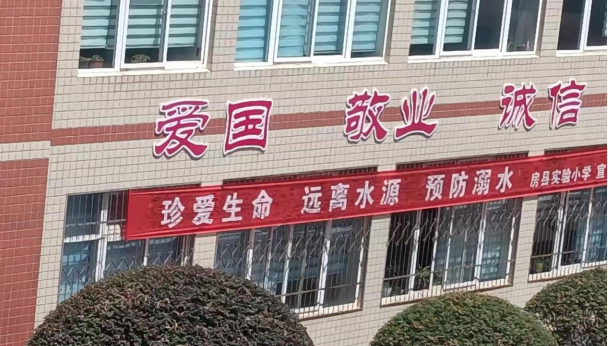 爱国 敬业 诚信
珍爱生命 远离水源 预防溺水 房县实验小学 宣